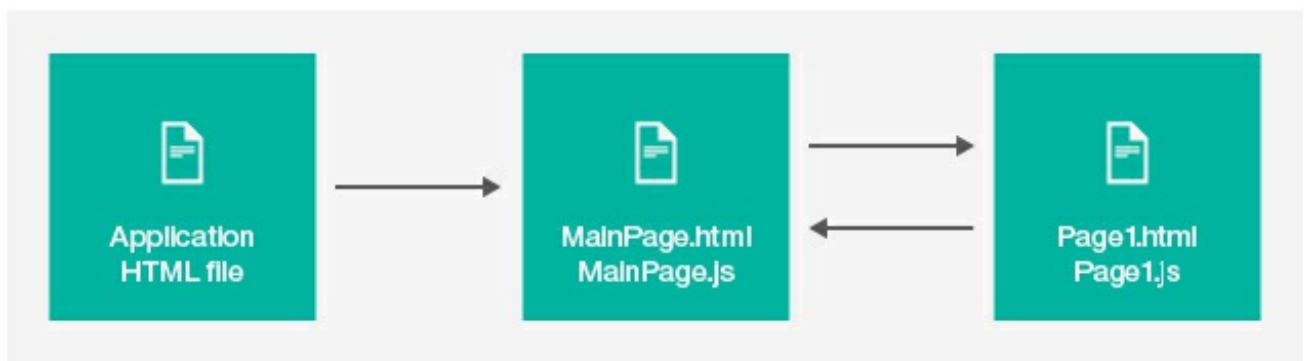 Application
HTML file
MainPage.html
MainPage.js
Page1.html
Page1.js